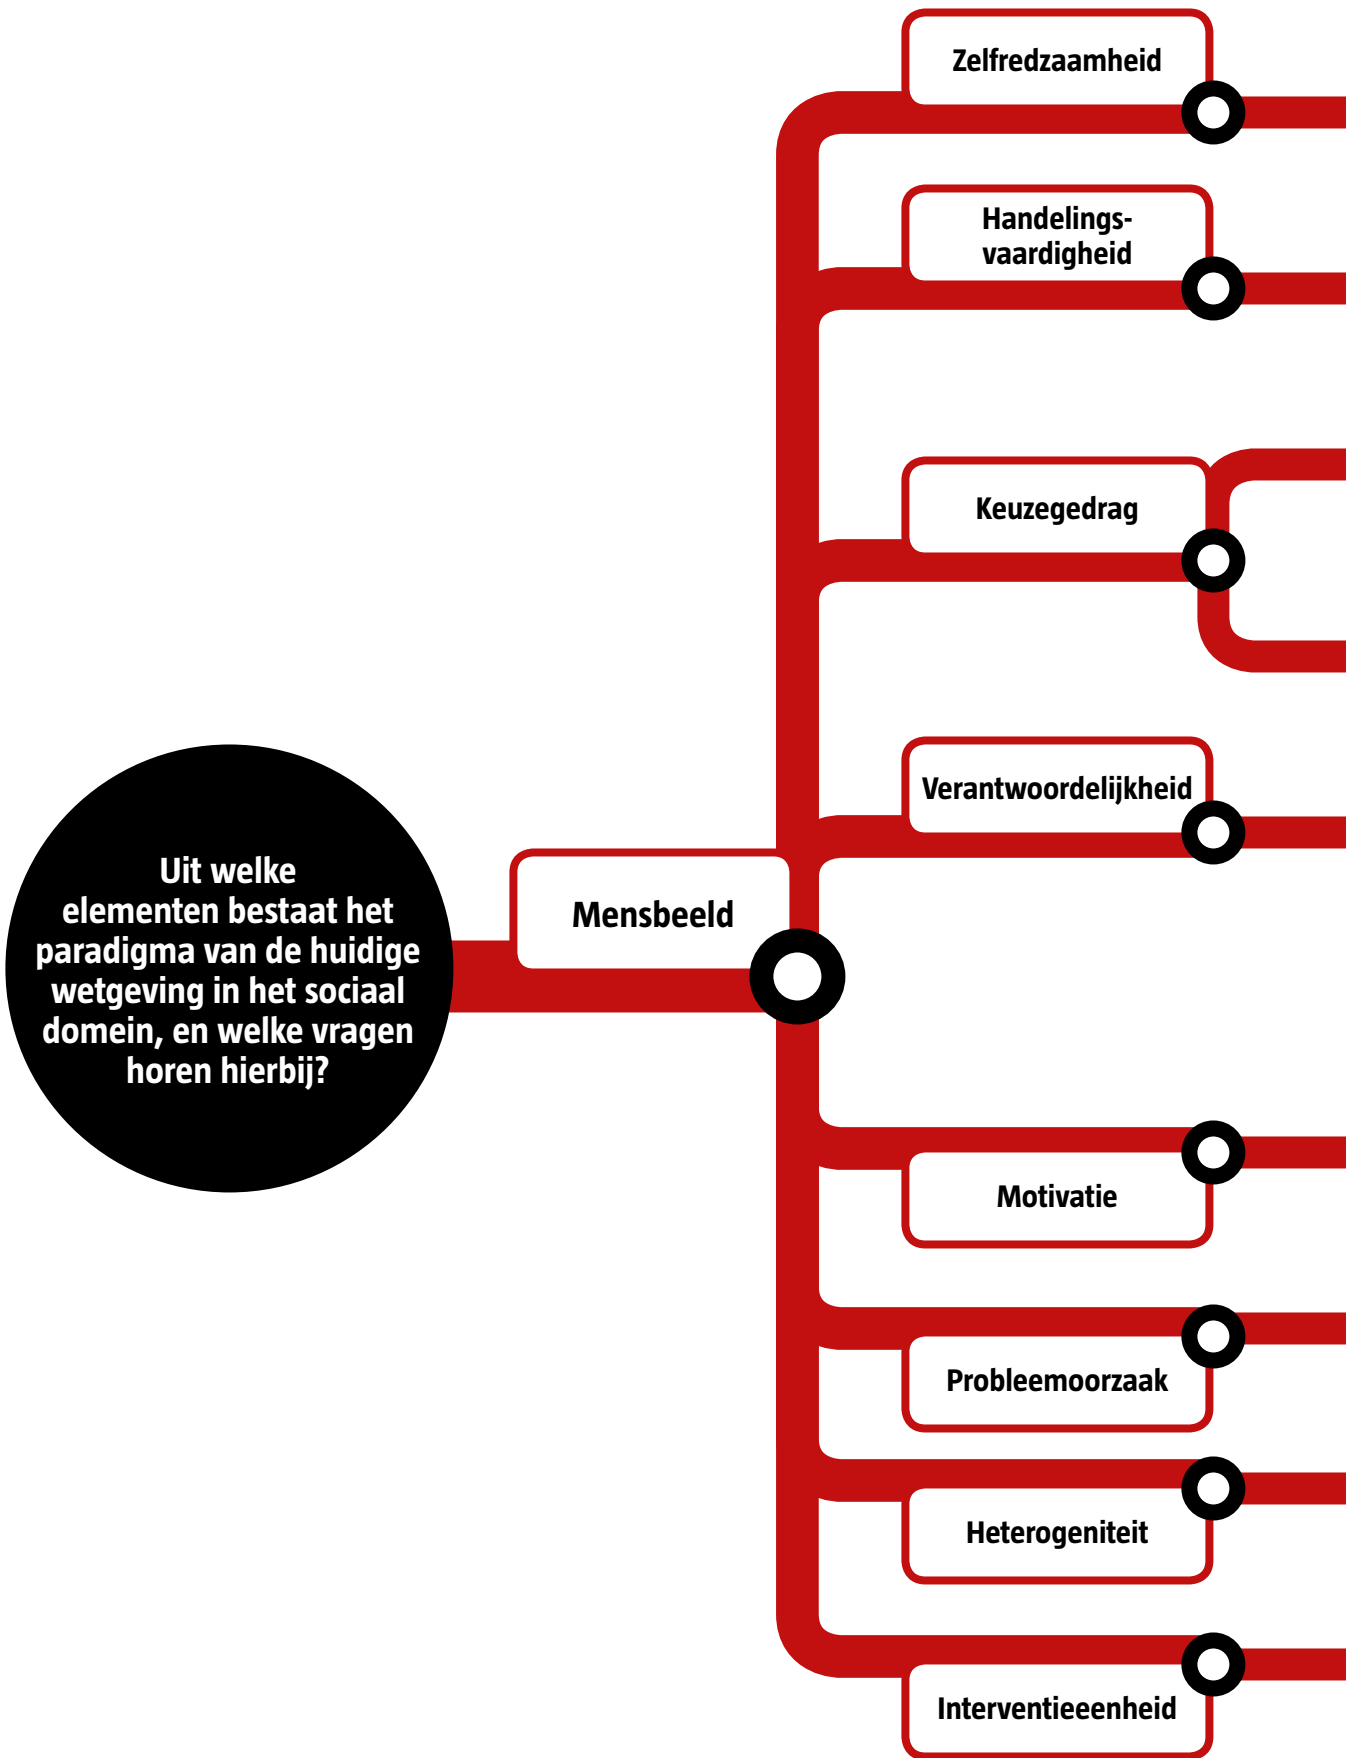 Zelfredzaamheid
Handelings-
vaardigheid
Keuzegedrag
Verantwoordelijkheid
Uit welke
elementen bestaat het
paradigma van de huidige
wetgeving in het sociaal
domein, en welke vragen
horen hierbij?
Mensbeeld
Motivatie
Probleemoorzaak
Heterogeniteit
Interventieeenheid